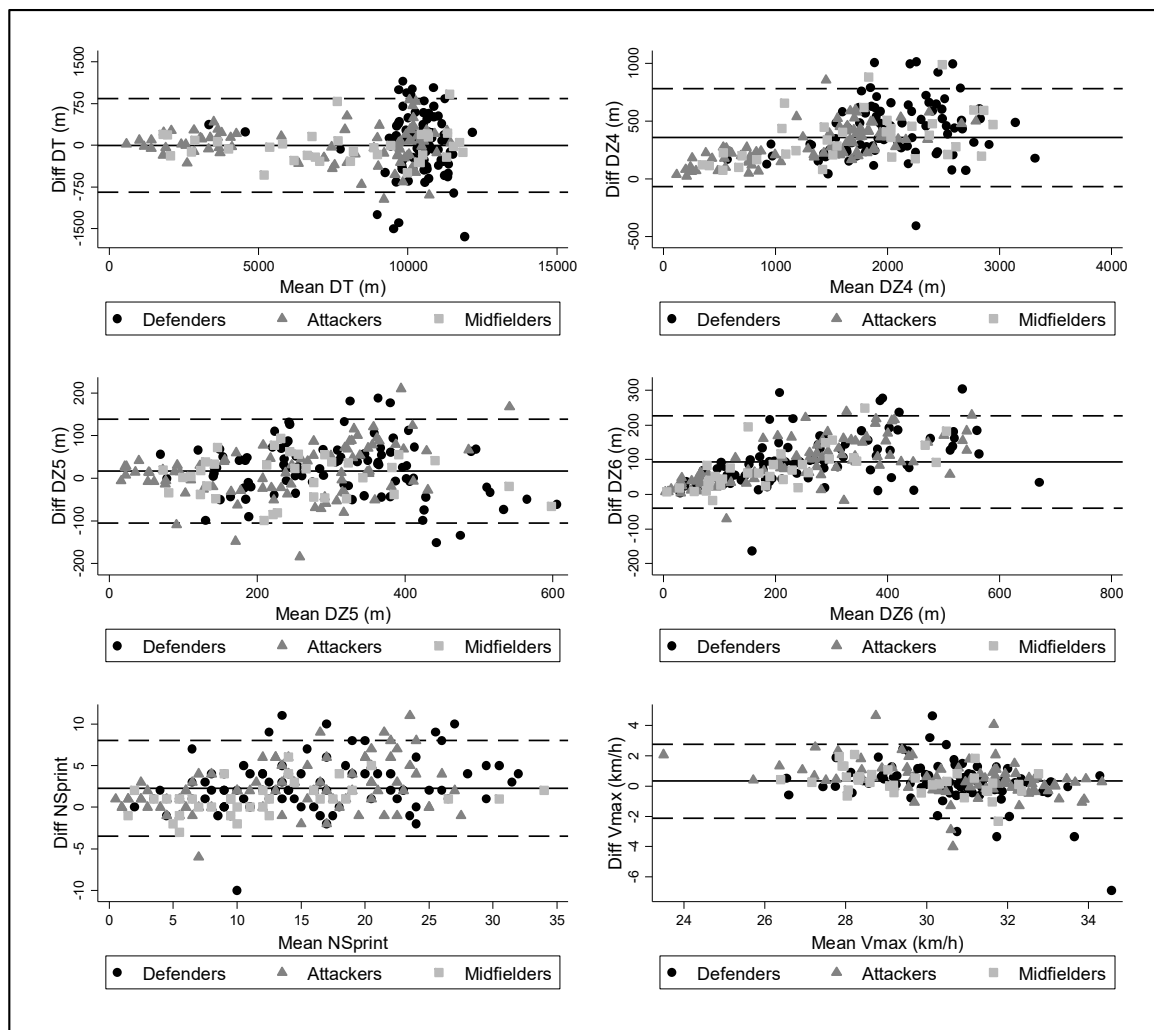 Diff DT (m)
1500
750
0
-750
-1500
0 5000 10000 15000
Mean DT (m)
Defenders Attackers Midfielders
Diff DZ4 (m)
1000
500
0
-500
0 1000 2000 3000 4000
Mean DZ4 (m)
Defenders Attackers Midfielders
Diff DZ5 (m)
200
100
0
-100
-200
0 200 400 600
Mean DZ5 (m)
Defenders Attackers Midfielders
Diff DZ6 (m)
300
200
100
0
-100
-200
0 200 400 600 800
Mean DZ6 (m)
Defenders Attackers Midfielders
Diff NSprint
10
5
0
-5
-10
0 5 10 15 20 25 30 35
Mean NSprint
Defenders Attackers Midfielders
Diff Vmax (km/h)
4
2
0
-2
-4
-6
24 26 28 30 32 34
Mean Vmax (km/h)
Defenders Attackers Midfielders